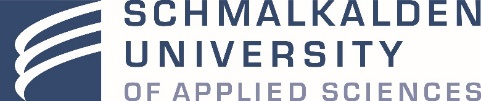 SCHMALKALDEN
UNIVERSITY
OF APPLIED SCIENCES